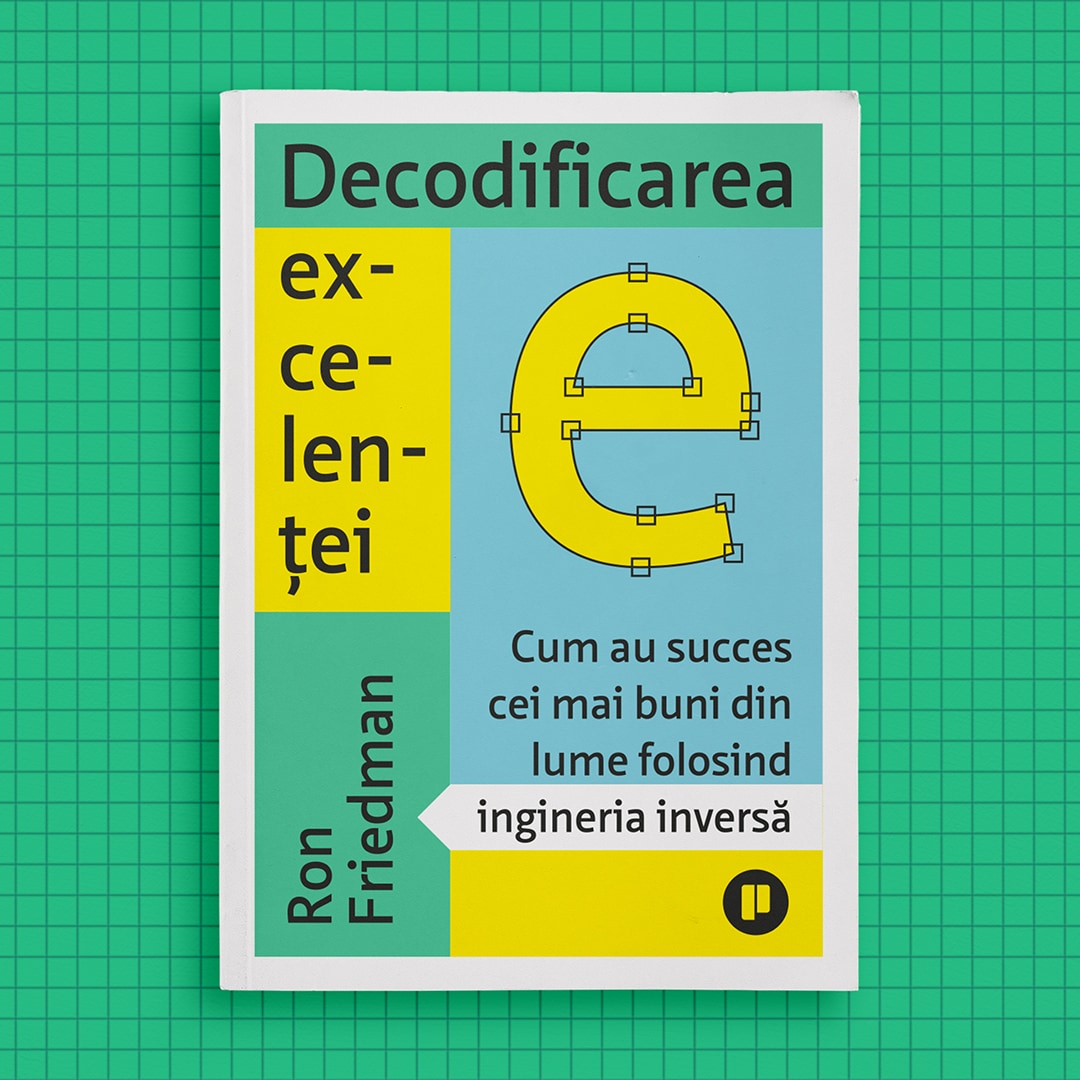 Decodificarea
ex-
ce-
len-
ței
e
Cum au succes
cei mai buni din
lume folosind
ingineria inversă
Ron
Friedman